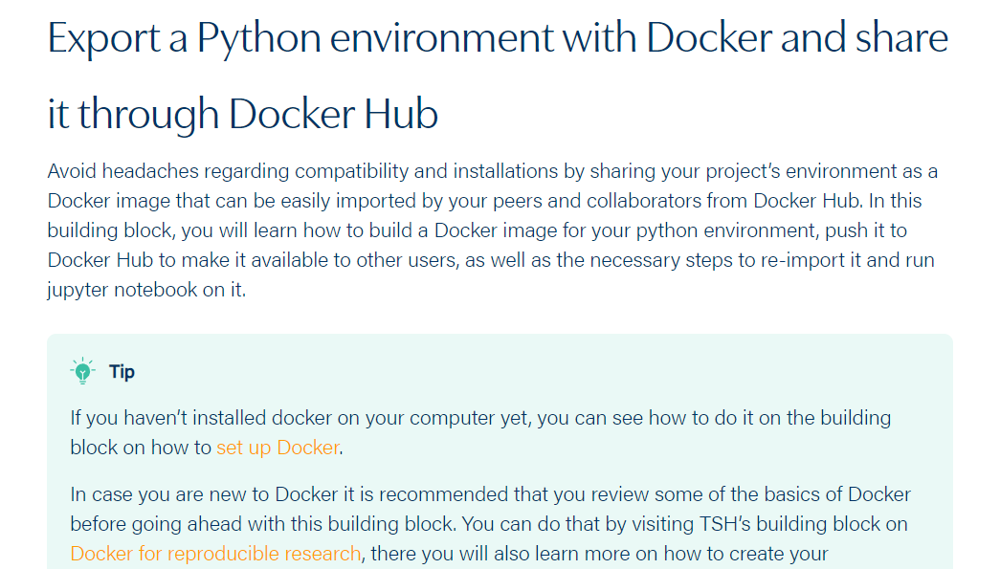 Export a Python environment with Docker and share
it through Docker Hub
Avoid headaches regarding compatibility and installations by sharing your project’s environment as a
Docker image that can be easily imported by your peers and collaborators from Docker Hub. In this
building block, you will learn how to build a Docker image for your python environment, push it to
Docker Hub to make it available to other users, as well as the necessary steps to re-import it and run
jupyter notebook on it.
Tip
If you haven’t installed docker on your computer yet, you can see how to do it on the building
block on how to set up Docker.
In case you are new to Docker it is recommended that you review some of the basics of Docker
before going ahead with this building block. You can do that by visiting TSH’s building block on
Docker for reproducible research, there you will also learn more on how to create your